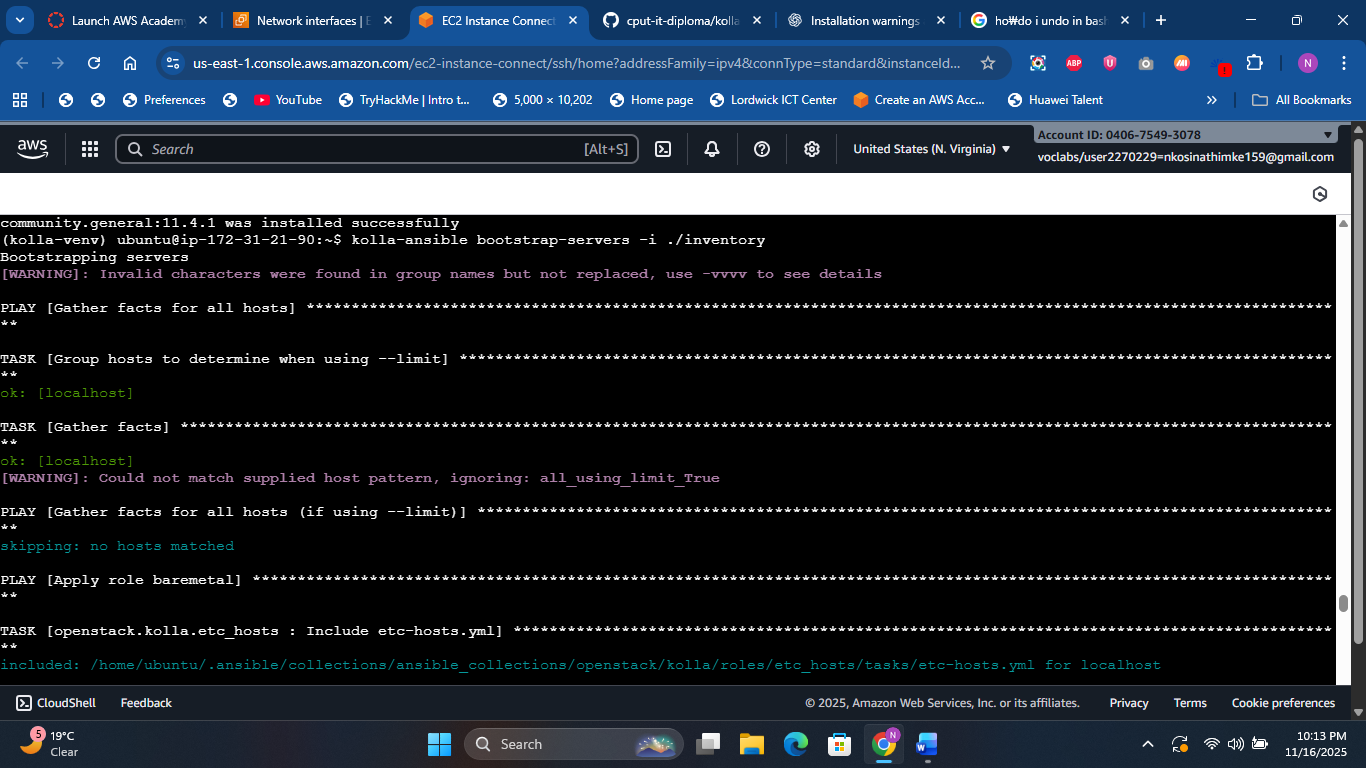 Launch AWS Academy
Network interfaces | E
EC2 Instance Connect
cput-it-diploma/kolla
Installation warnings
ho₩do i undo in bash
us-east-1.console.aws.amazon.com/ec2-instance-connect/ssh/home?addressFamily=ipv4&connType=standard&instanceId...
ABP
U
!
N
Preferences
YouTube
TryHackMe | Intro t...
5,000 × 10,202
Home page
Lordwick ICT Center
Create an AWS Acc...
Huawei Talent
»
All Bookmarks
aws
Search
[Alt+S]
United States (N. Virginia)
Account ID: 0406-7549-3078
voclabs/user2270229=nkosinathimke159@gmail.com
community.general:11.4.1 was installed successfully
(kolla-venv) ubuntu@ip-172-31-21-90:~$ kolla-ansible bootstrap-servers -i ./inventory
Bootstrapping servers
[WARNING]: Invalid characters were found in group names but not replaced, use -vvvv to see details
PLAY [Gather facts for all hosts] ******************************************************************************************************************
**
TASK [Group hosts to determine when using --limit] *************************************************************************************************
**
ok: [localhost]
TASK [Gather facts] ********************************************************************************************************************************
**
ok: [localhost]
[WARNING]: Could not match supplied host pattern, ignoring: all_using_limit_True
PLAY [Gather facts for all hosts (if using --limit)] ***********************************************************************************************
**
skipping: no hosts matched
PLAY [Apply role baremetal] ************************************************************************************************************************
**
TASK [openstack.kolla.etc_hosts : Include etc-hosts.yml] *******************************************************************************************
**
included: /home/ubuntu/.ansible/collections/ansible_collections/openstack/kolla/roles/etc_hosts/tasks/etc-hosts.yml for localhost
CloudShell
Feedback
© 2025, Amazon Web Services, Inc. or its affiliates.
Privacy
Terms
Cookie preferences
5
19°C
Clear
Search
N
W
10:13 PM
11/16/2025